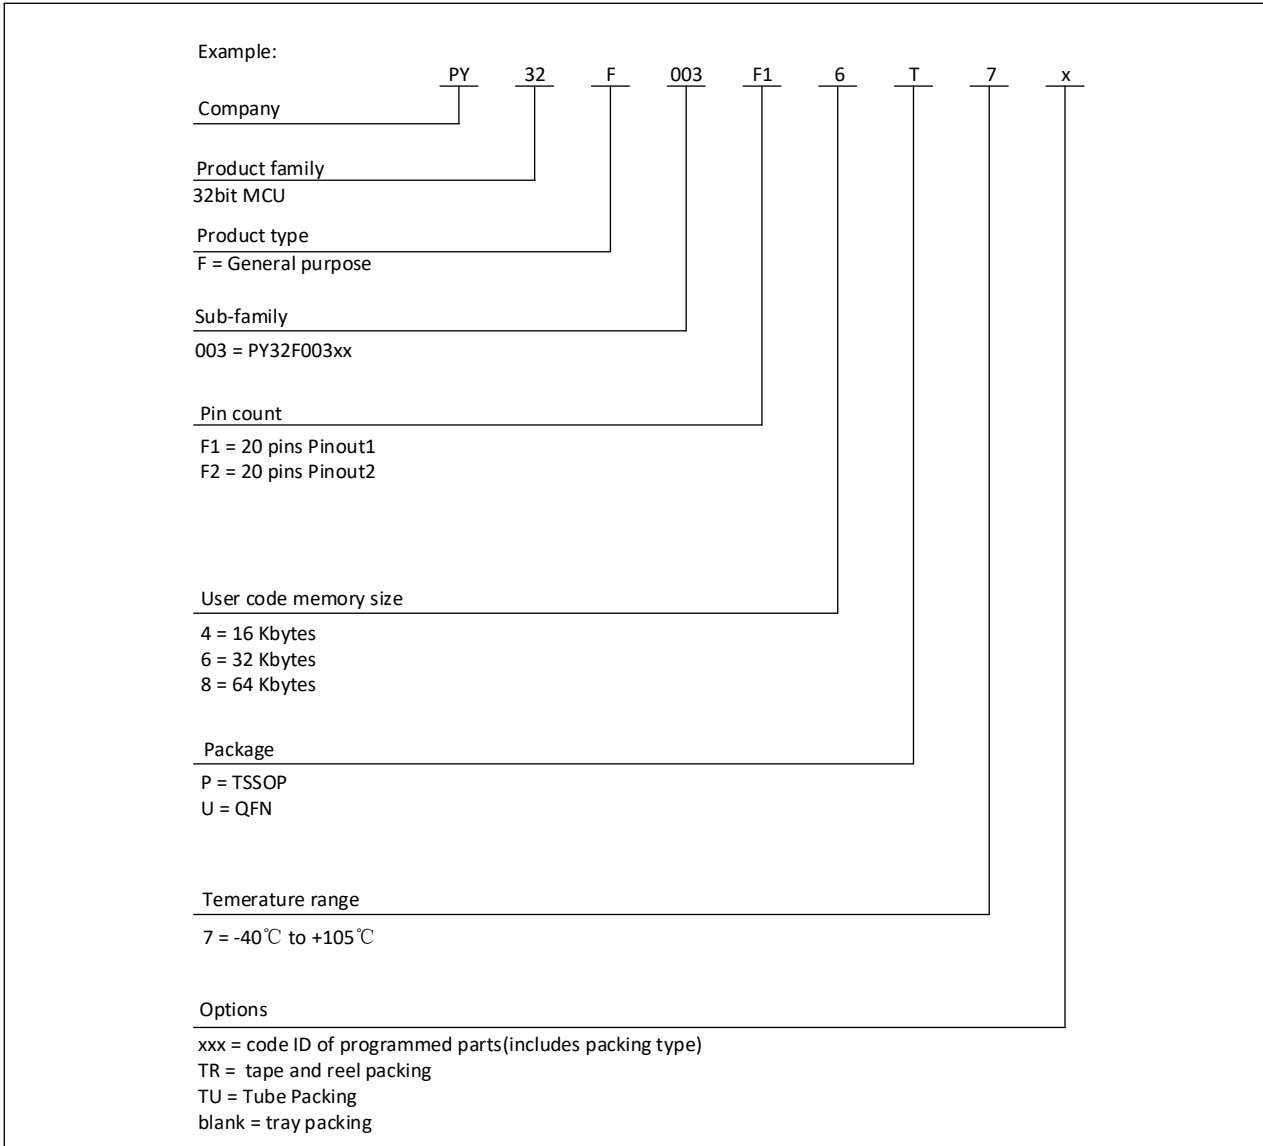 Example:
PY 32 F 003 F1 6 T 7 x
Company
Product family
32bit MCU
Product type
F = General purpose
Sub-family
003 = PY32F003xx
Pin count
F1 = 20 pins Pinout1
F2 = 20 pins Pinout2
User code memory size
4 = 16 Kbytes
6 = 32 Kbytes
8 = 64 Kbytes
Package
P = TSSOP
U = QFN
Temerature range
7 = -40℃ to +105℃
Options
xxx = code ID of programmed parts(includes packing type)
TR = tape and reel packing
TU = Tube Packing
blank = tray packing